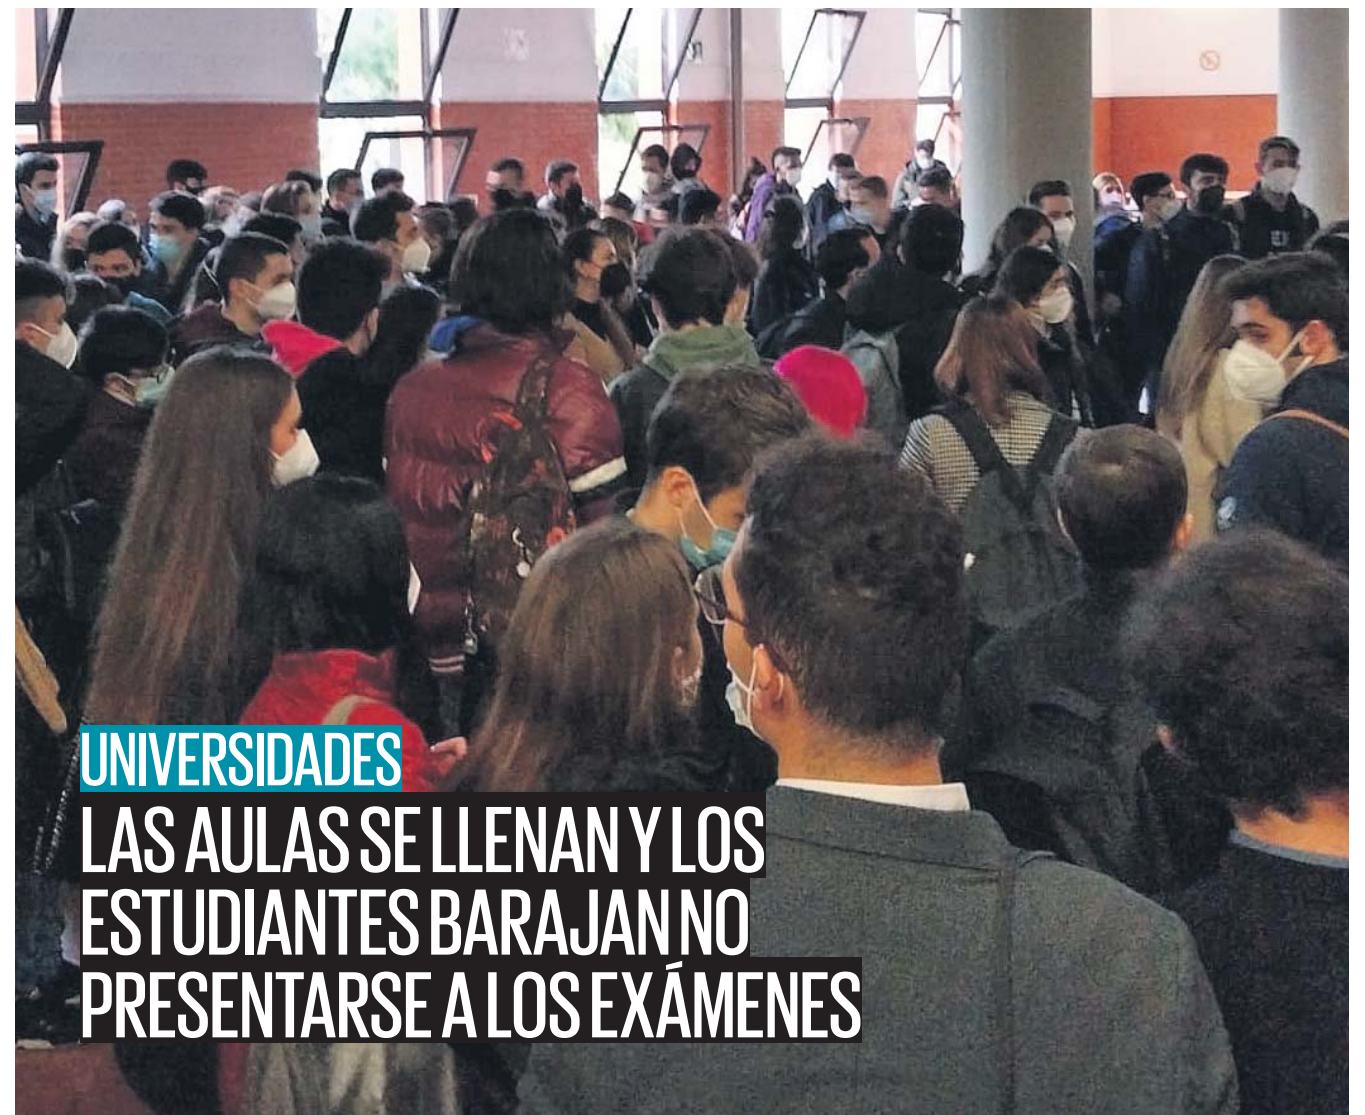 UNIVERSIDADES
LAS AULAS SE LLENAN Y LOS
ESTUDIANTES BARAJAN NO
PRESENTARSE A LOS EXÁMENES